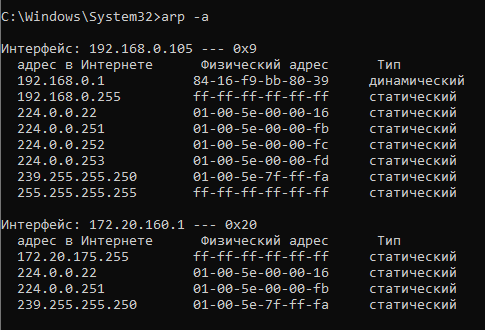 C:\Windows\System32>arp -a
Интерфейс: 192.168.0.105 --- 0x9
адрес в Интернете Физический адрес Тип
192.168.0.1 84-16-f9-bb-80-39 динамический
192.168.0.255 ff-ff-ff-ff-ff-ff статический
224.0.0.22 01-00-5e-00-00-16 статический
224.0.0.251 01-00-5e-00-00-fb статический
224.0.0.252 01-00-5e-00-00-fc статический
224.0.0.253 01-00-5e-00-00-fd статический
239.255.255.250 01-00-5e-7f-ff-fa статический
255.255.255.255 ff-ff-ff-ff-ff-ff статический
Интерфейс: 172.20.160.1 --- 0x20
адрес в Интернете Физический адрес Тип
172.20.175.255 ff-ff-ff-ff-ff-ff статический
224.0.0.22 01-00-5e-00-00-16 статический
224.0.0.251 01-00-5e-00-00-fb статический
239.255.255.250 01-00-5e-7f-ff-fa статический